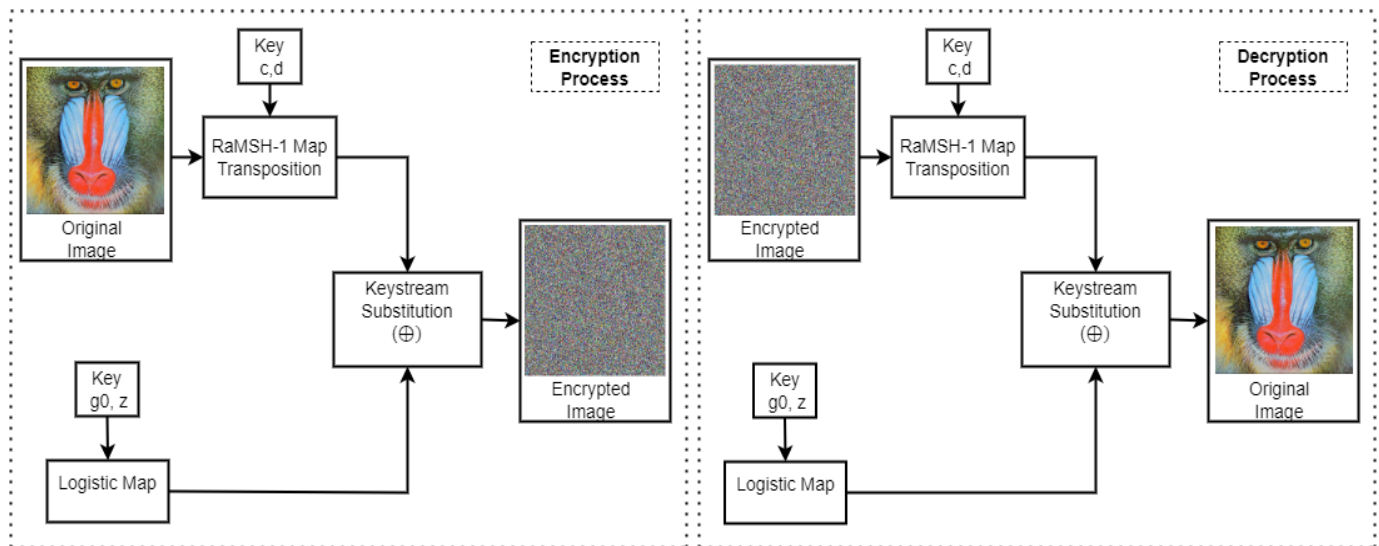 Key
c,d
Encryption
Process
RaMSH-1 Map
Transposition
Original
Image
Keystream
Substitution
(⊕)
Encrypted
Image
Key
g0, z
Logistic Map
Key
c,d
Decryption
Process
RaMSH-1 Map
Transposition
Encrypted
Image
Keystream
Substitution
(⊕)
Original
Image
Key
g0, z
Logistic Map